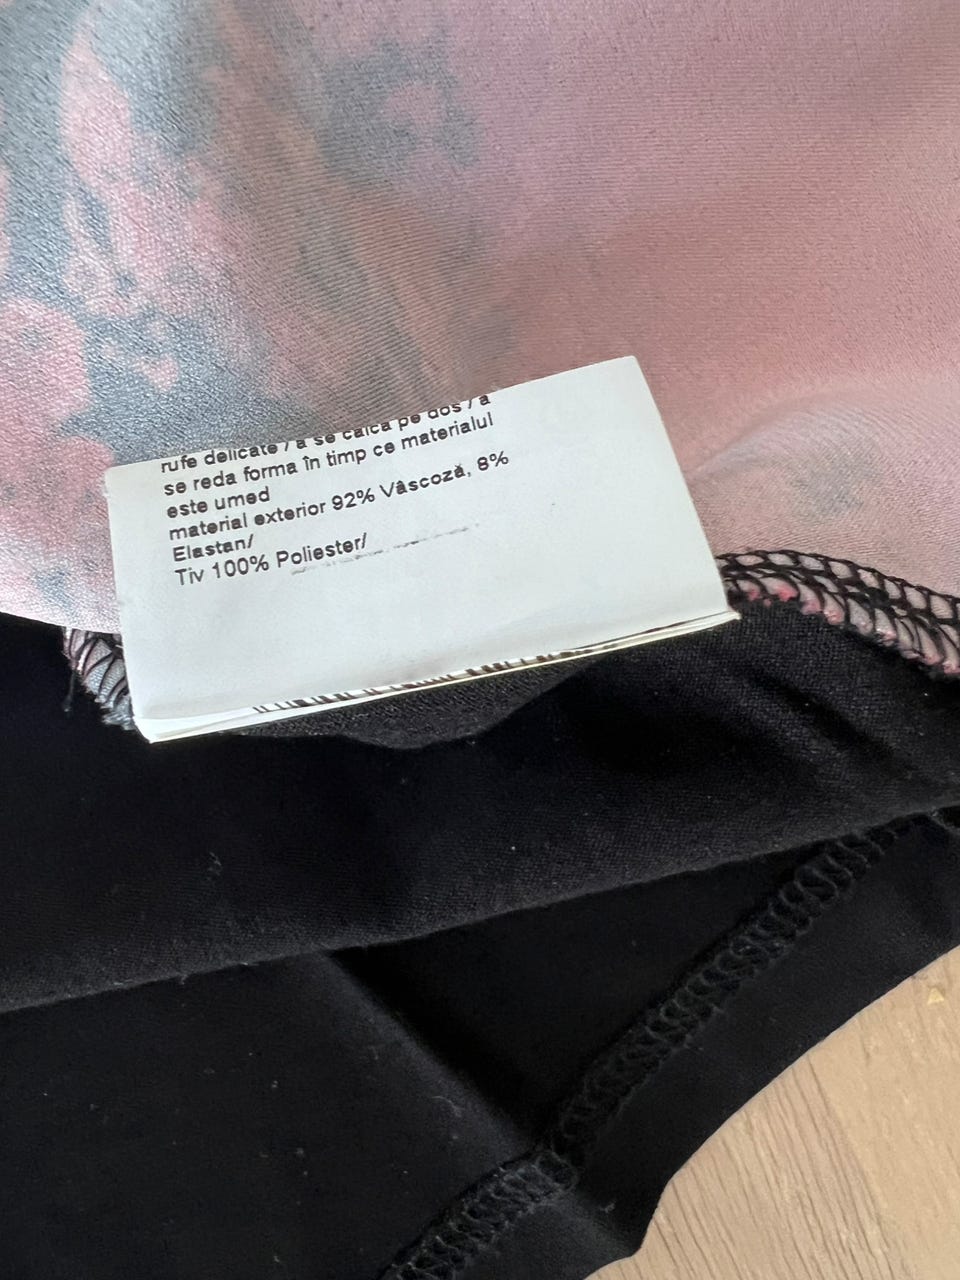 rufe delicate / a se calca pe dos / a
se reda forma în timp ce materialul
este umed
material exterior 92% Vâscoză, 8%
Elastan/
Tiv 100% Poliester/